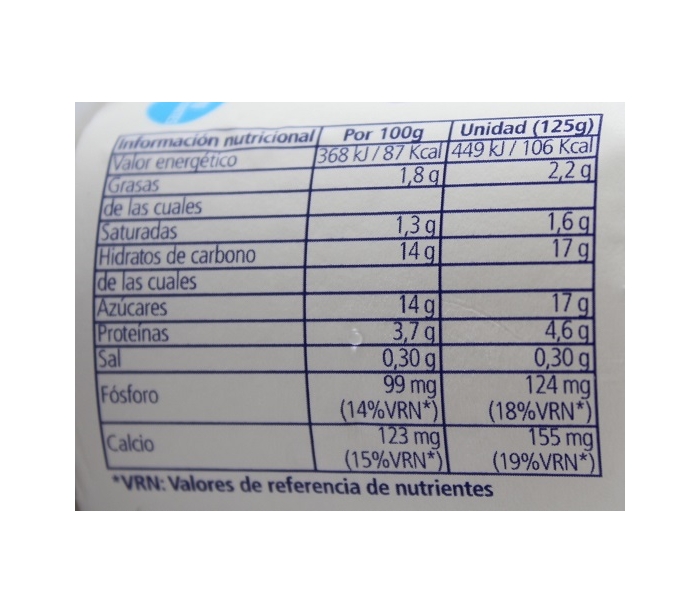 Información nutricional Por 100g Unidad (125g)
Valor energético 368 kJ / 87 Kcal 449 kJ / 106 Kcal
Grasas 1,8 g 2,2 g
de las cuales
Saturadas 1,3 g 1,6 g
Hidratos de carbono 14 g 17 g
de las cuales
Azúcares 14 g 17 g
Proteínas 3,7 g 4,6 g
Sal 0,30 g 0,30 g
Fósforo 99 mg 124 mg
(14%VRN*) (18%VRN*)
Calcio 123 mg 155 mg
(15%VRN*) (19%VRN*)
*VRN: Valores de referencia de nutrientes